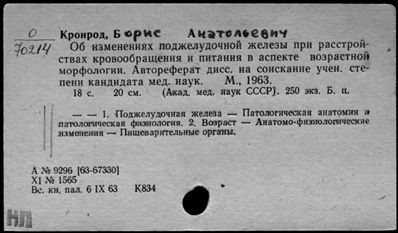 О
70214
Кронрод, Борис Анатольевич
Об изменениях поджелудочной железы при расстрой-
ствах кровообращения и питания в аспекте возрастной
морфологии. Автореферат дисс. на соискание учен. сте-
пени кандидата мед. наук. М., 1963.
18 с. 20 см. (Акад. мед. наук СССР). 250 экз. Б. ц.
— — 1. Поджелудочная железа — Патологическая анатомия и
патологическая физиология. 2. Возраст — Анатомо-физиологические
изменения — Пищеварительные органы.
А № 9296 [63-67330]
XI № 1565
Вс. кн. пал. 6 IX 63 К834
НЛ